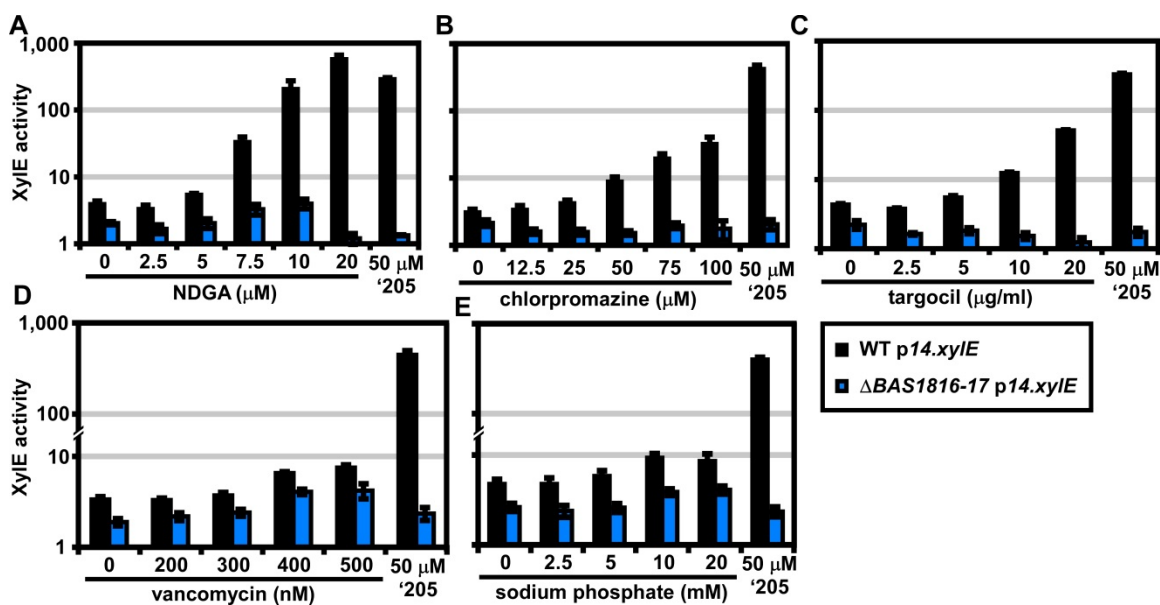 A
B
C
1,000
100
10
1
XylE activity
0 2.5 5 7.5 10 20 50 μM
NDGA (μM) ‘205
0 12.5 25 50 75 100 50 μM
chlorpromazine (μM) ‘205
0 2.5 5 10 20 50 μM
targocil (μg/ml) ‘205
D
E
1,000
100
10
1
XylE activity
0 200 300 400 500 50 μM
vancomycin (nM) ‘205
0 2.5 5 10 20 50 μM
sodium phosphate (mM) ‘205
WT p14.xylE
ΔBAS1816-17 p14.xylE